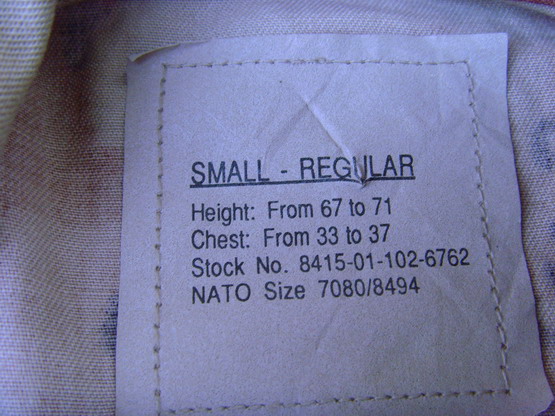 SMALL - REGULAR
Height: From 67 to 71
Chest: From 33 to 37
Stock No. 8415-01-102-6762
NATO Size 7080/8494